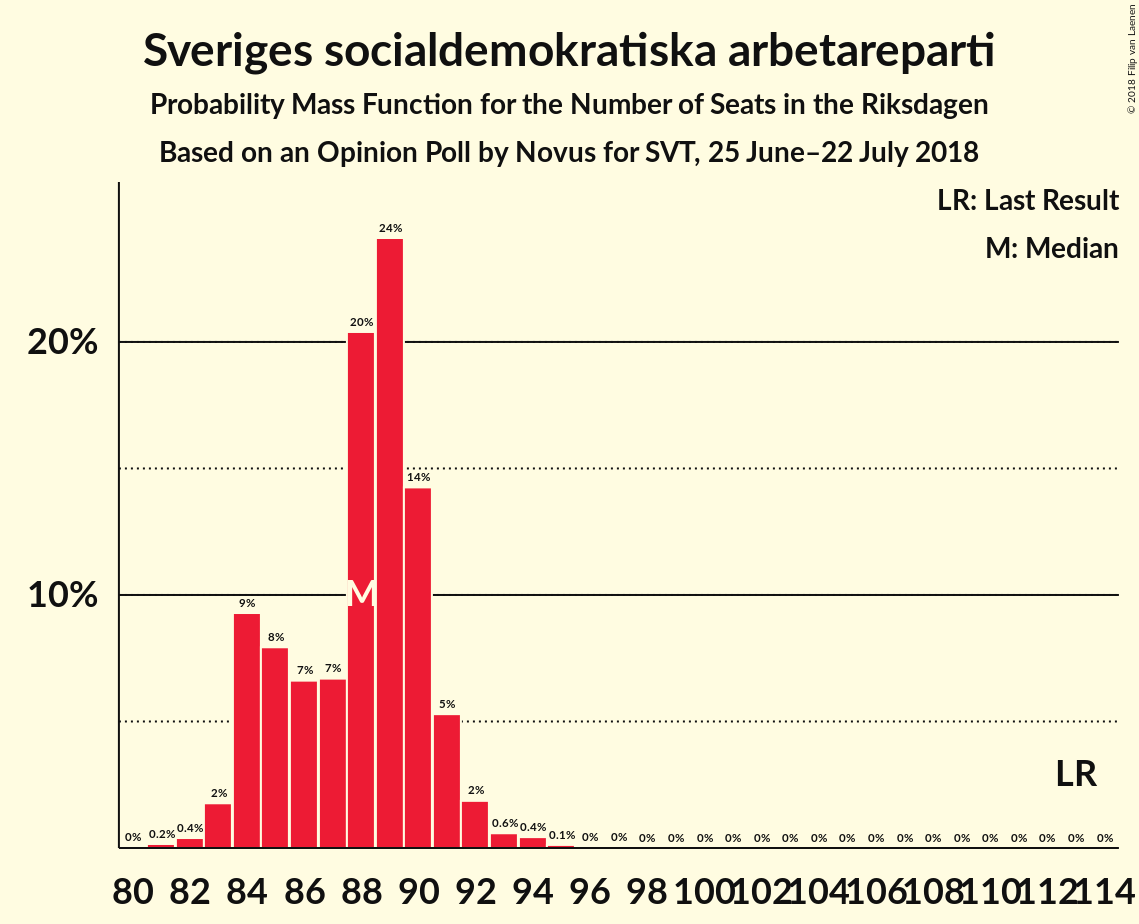 Sveriges socialdemokratiska arbetareparti
Probability Mass Function for the Number of Seats in the Riksdagen
Based on an Opinion Poll by Novus for SVT, 25 June–22 July 2018
© 2018 Filip van Laenen
LR: Last Result
M: Median
20%
10%
0% 0.2% 0.4% 2% 9% 8% 7% 7% 20% 24% 14% 5% 2% 0.6% 0.4% 0.1% 0% 0% 0% 0% 0% 0% 0% 0% 0% 0% 0% 0% 0% 0% 0% 0% 0% 0% 0%
M
LR
80 82 84 86 88 90 92 94 96 98 100 102 104 106 108 110 112 114